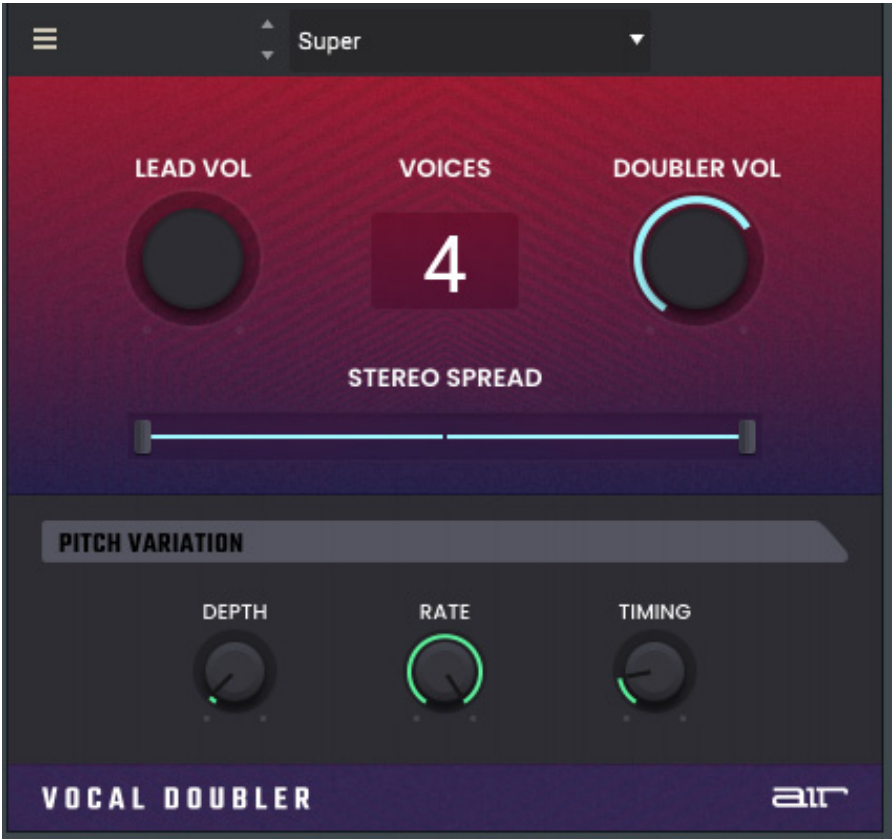 Super
LEAD VOL VOICES DOUBLER VOL
4
STEREO SPREAD
PITCH VARIATION
DEPTH RATE TIMING
VOCAL DOUBLER air